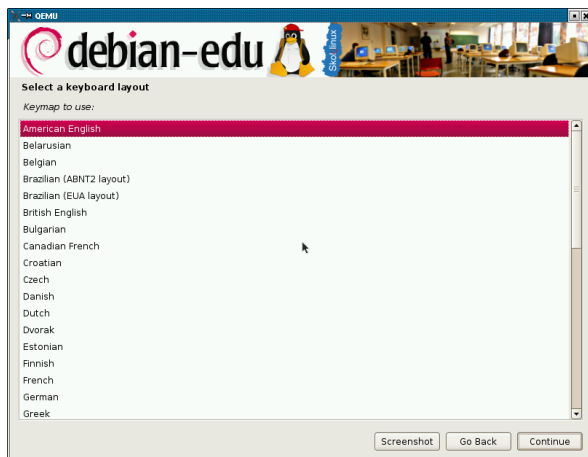 QEMU
debian-edu
Skolelinux
Select a keyboard layout
Keymap to use:
American English
Belarusian
Belgian
Brazilian (ABNT2 layout)
Brazilian (EUA layout)
British English
Bulgarian
Canadian French
Croatian
Czech
Danish
Dutch
Dvorak
Estonian
Finnish
French
German
Greek
Screenshot
Go Back
Continue